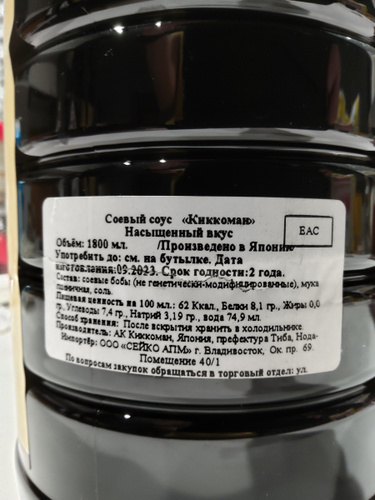 Соевый соус «Киккоман»
Насыщенный вкус
EAC
Объём: 1800 мл. /Произведено в Японии
Употребить до: см. на бутылке. Дата
изготовления:09.2023. Срок годности:2 года.
Состав: соевые бобы (не генетически-модифицированные), мука
пшеничная, соль.
Пищевая ценность на 100 мл.: 62 Ккал., Белки 8,1 гр., Жиры 0,0
гр., Углеводы 7,4 гр., Натрий 3,19 гр., вода 74,9 мл.
Способ хранения: После вскрытия хранить в холодильнике.
Производитель: АК Киккоман, Япония, префектура Тиба, Нода-
Импортёр: ООО «СЕЙКО АПМ» г. Владивосток, Ок. пр. 69.
Помещение 40/1
По вопросам закупок обращаться в торговый отдел: ул.